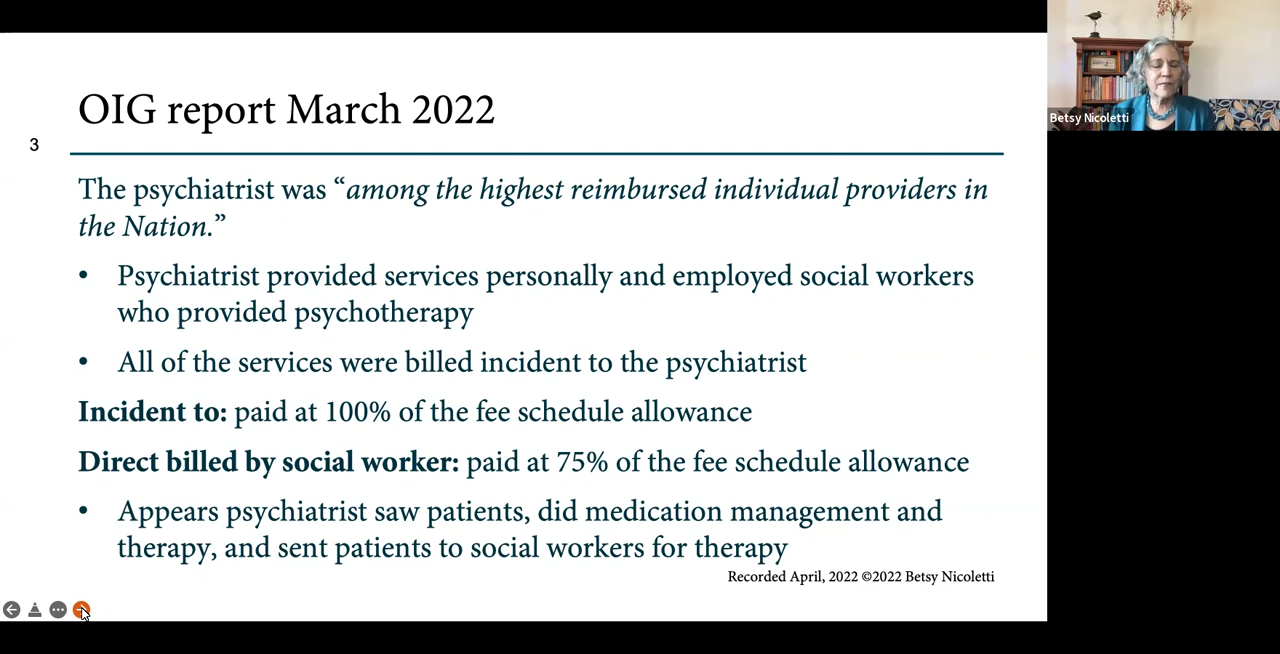 OIG report March 2022
3
The psychiatrist was “among the highest reimbursed individual providers in
the Nation.”
• Psychiatrist provided services personally and employed social workers
who provided psychotherapy
• All of the services were billed incident to the psychiatrist
Incident to: paid at 100% of the fee schedule allowance
Direct billed by social worker: paid at 75% of the fee schedule allowance
• Appears psychiatrist saw patients, did medication management and
therapy, and sent patients to social workers for therapy
Recorded April, 2022 ©2022 Betsy Nicoletti
Betsy Nicoletti